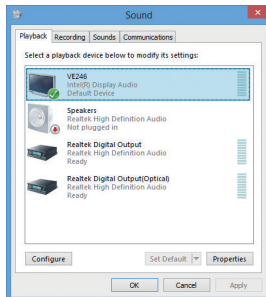 Sound
Playback Recording Sounds Communications
Select a playback device below to modify its settings:
VE246
Intel(R) Display Audio
Default Device
Speakers
Realtek High Definition Audio
Not plugged in
Realtek Digital Output
Realtek High Definition Audio
Ready
Realtek Digital Output(Optical)
Realtek High Definition Audio
Ready
Configure Set Default Properties
OK Cancel Apply